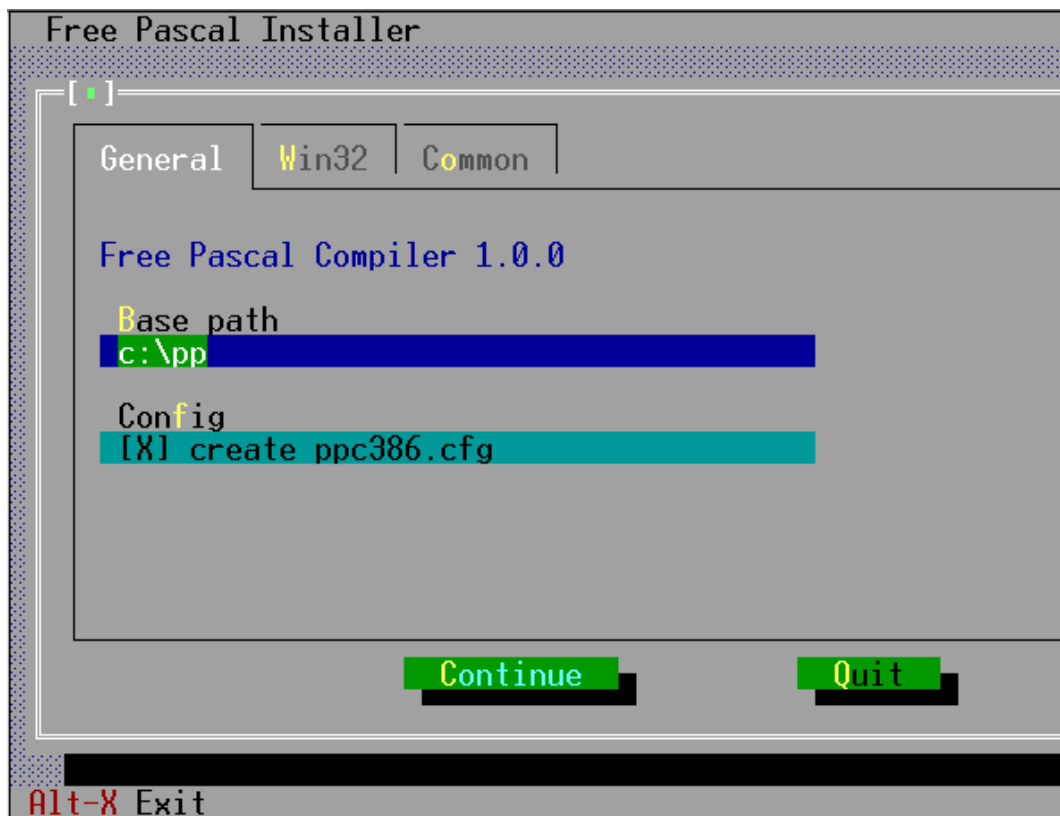 Free Pascal Installer
General Win32 Common
Free Pascal Compiler 1.0.0
Base path
c:\pp
Config
[X] create ppc386.cfg
Continue Quit
Alt-X Exit